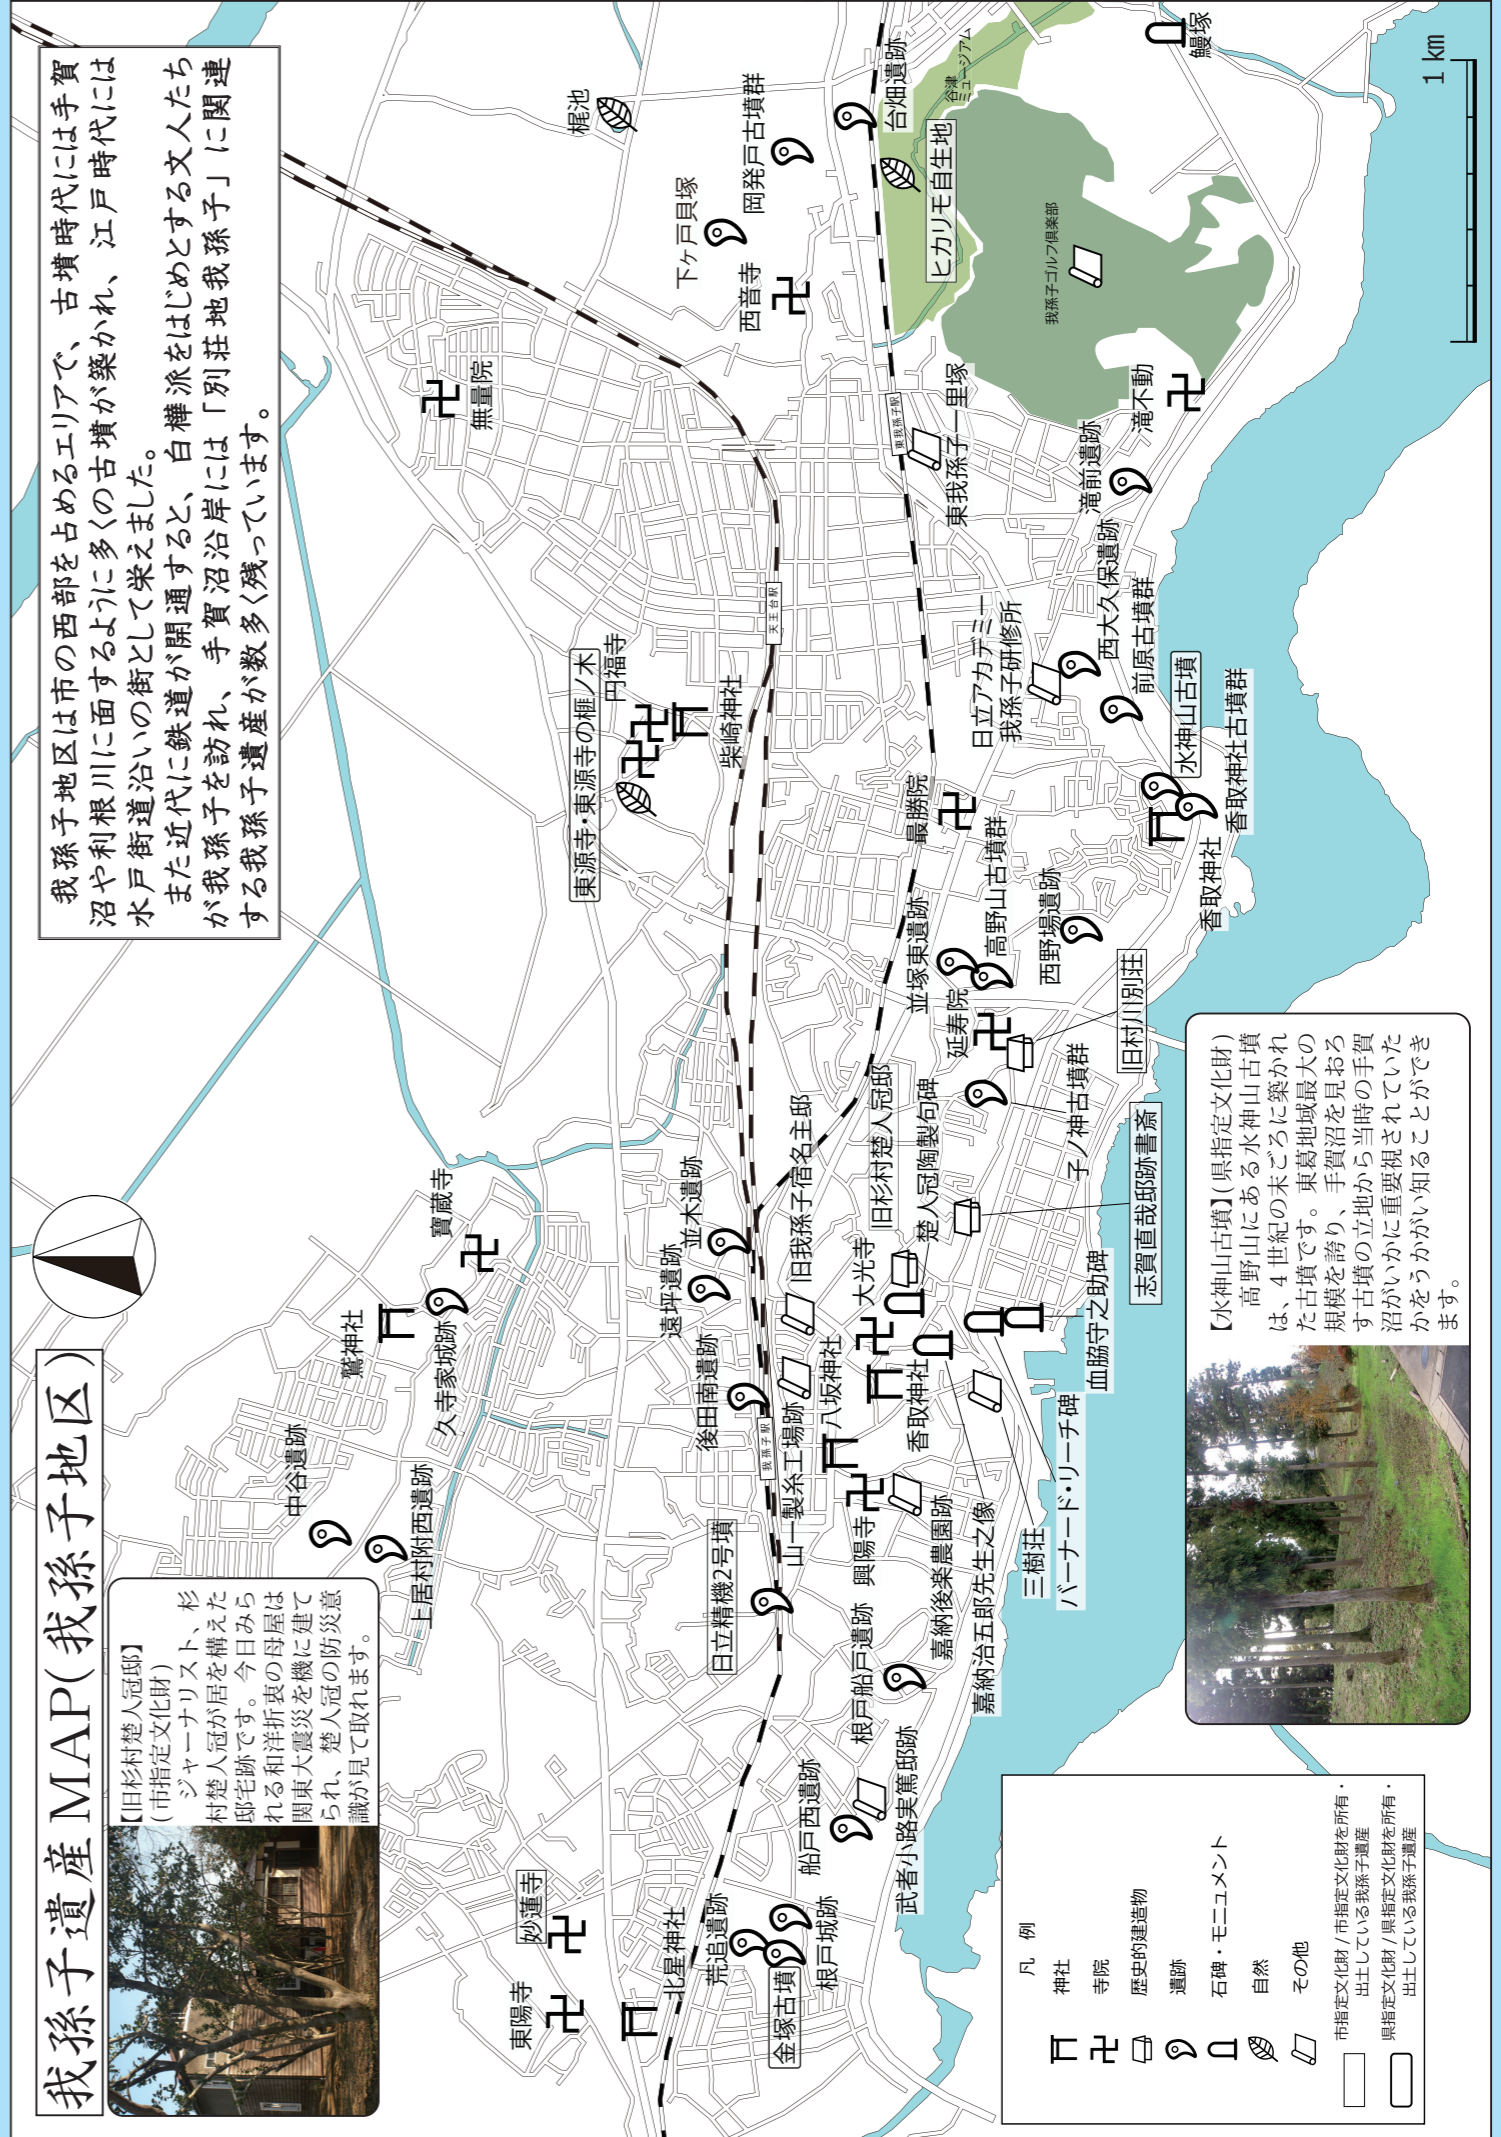 我孫子遺産 MAP(我孫子地区)
我孫子地区は市の西部を占めるエリアで、古墳時代には手賀
沼や利根川に面するように多くの古墳が築かれ、江戸時代には
水戸街道沿いの街として栄えました。
また近代に鉄道が開通すると、白樺派をはじめとする文人たち
が我孫子を訪れ、手賀沼沿岸には「別荘地我孫子」に関連
する我孫子遺産が数多く残っています。
【旧杉村楚人冠邸】
(市指定文化財)
ジャーナリスト、杉
村楚人冠が居を構えた
邸宅跡です。今日みら
れる和洋折衷の母屋は
関東大震災を機に建て
られ、楚人冠の防災意
識が見て取れます。
中谷遺跡
上居村附西遺跡
鷲神社
久寺家城跡
寶蔵寺
無量院
梶池
下ヶ戸貝塚
岡発戸古墳群
西音寺
台畑遺跡
ヒカリモ自生地
谷津
ミュージアム
鰻塚
我孫子ゴルフ倶楽部
東源寺・東源寺の榧ノ木
円福寺
柴崎神社
天王台駅
東我孫子駅
東我孫子一里塚
滝不動
滝前遺跡
西大久保遺跡
前原古墳群
日立アカデミー
我孫子研修所
水神山古墳
香取神社古墳群
香取神社
最勝院
高野山古墳群
並塚東遺跡
西野場遺跡
延寿院
旧村川別荘
子ノ神古墳群
志賀直哉邸跡書斎
旧杉村楚人冠邸
楚人冠陶製句碑
血脇守之助碑
バーナード・リーチ碑
三樹荘
嘉納治五郎先生之像
嘉納後楽農園跡
大光寺
香取神社
八坂神社
興陽寺
旧我孫子宿名主邸
山一製糸工場跡
並木遺跡
遠坪遺跡
後田南遺跡
我孫子駅
日立精機2号墳
根戸船戸遺跡
船戸西遺跡
武者小路実篤邸跡
妙蓮寺
東陽寺
北星神社
荒追遺跡
金塚古墳
根戸城跡
【水神山古墳】(県指定文化財)
高野山にある水神山古墳
は、4世紀の末ごろに築かれ
た古墳です。東葛地域最大の
規模を誇り、手賀沼を見おろ
す古墳の立地から当時の手賀
沼がいかに重要視されていた
かをうかがい知ることができ
ます。
凡 例
神社
寺院
歴史的建造物
遺跡
石碑・モニュメント
自然
その他
市指定文化財 / 市指定文化財を所有・
出土している我孫子遺産
県指定文化財 / 県指定文化財を所有・
出土している我孫子遺産
1 km